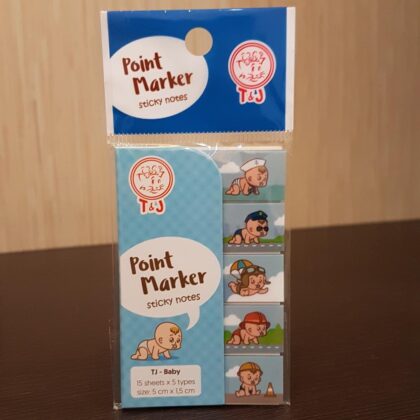 Point
Marker
sticky notes
T&J
T&J
Point
Marker
sticky notes
TJ - Baby
15 sheets x 5 types
size: 5 cm x 1,5 cm